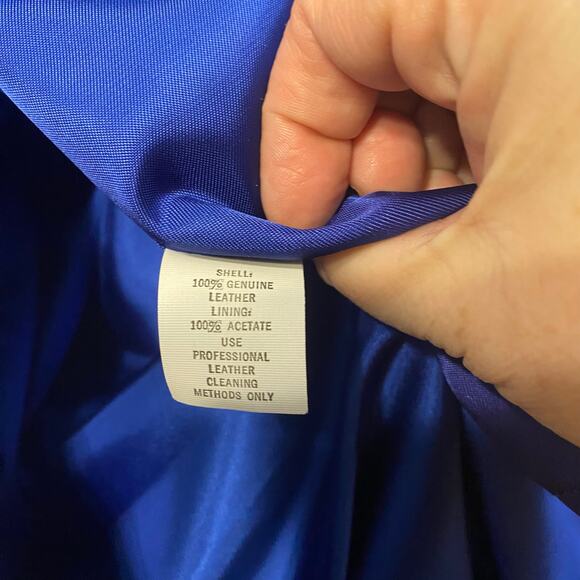 SHELL:
100% GENUINE
LEATHER
LINING:
100% ACETATE
USE
PROFESSIONAL
LEATHER
CLEANING
METHODS ONLY